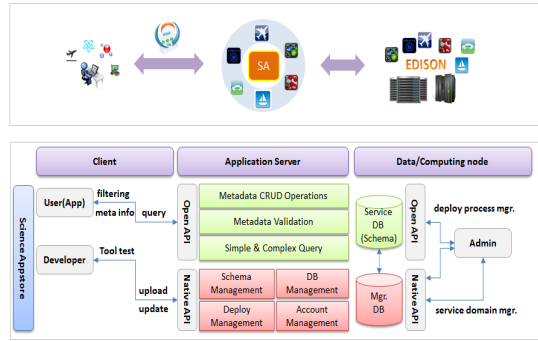 SA
EDISON
Client
Application Server
Data/Computing node
Science Appstore
User(App)
filtering
meta info
query
Developer
Tool test
upload
update
Open API
Metadata CRUD Operations
Metadata Validation
Simple & Complex Query
Native API
Schema
Management
DB
Management
Deploy
Management
Account
Management
Service
DB
(Schema)
Mgr.
DB
Open API
Native API
deploy process mgr.
Admin
service domain mgr.